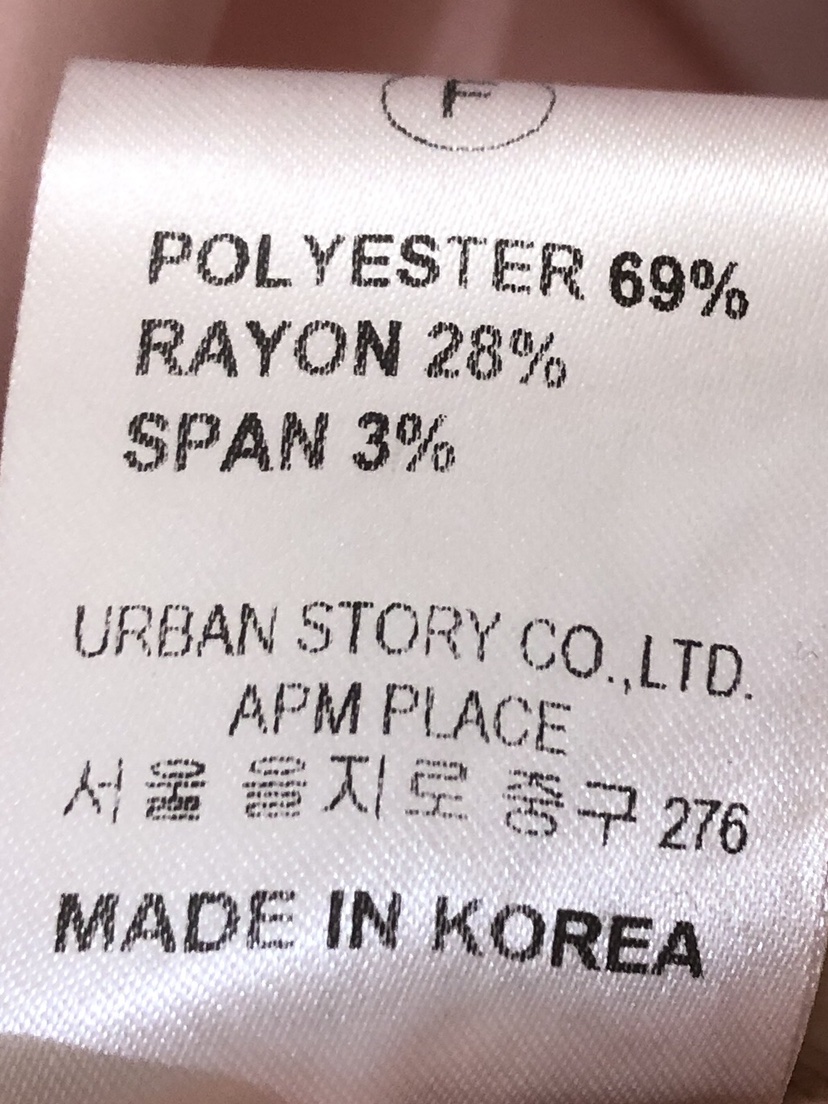 F
POLYESTER 69%
RAYON 28%
SPAN 3%
URBAN STORY CO.,LTD.
APM PLACE
서울 을지로 중구 276
MADE IN KOREA